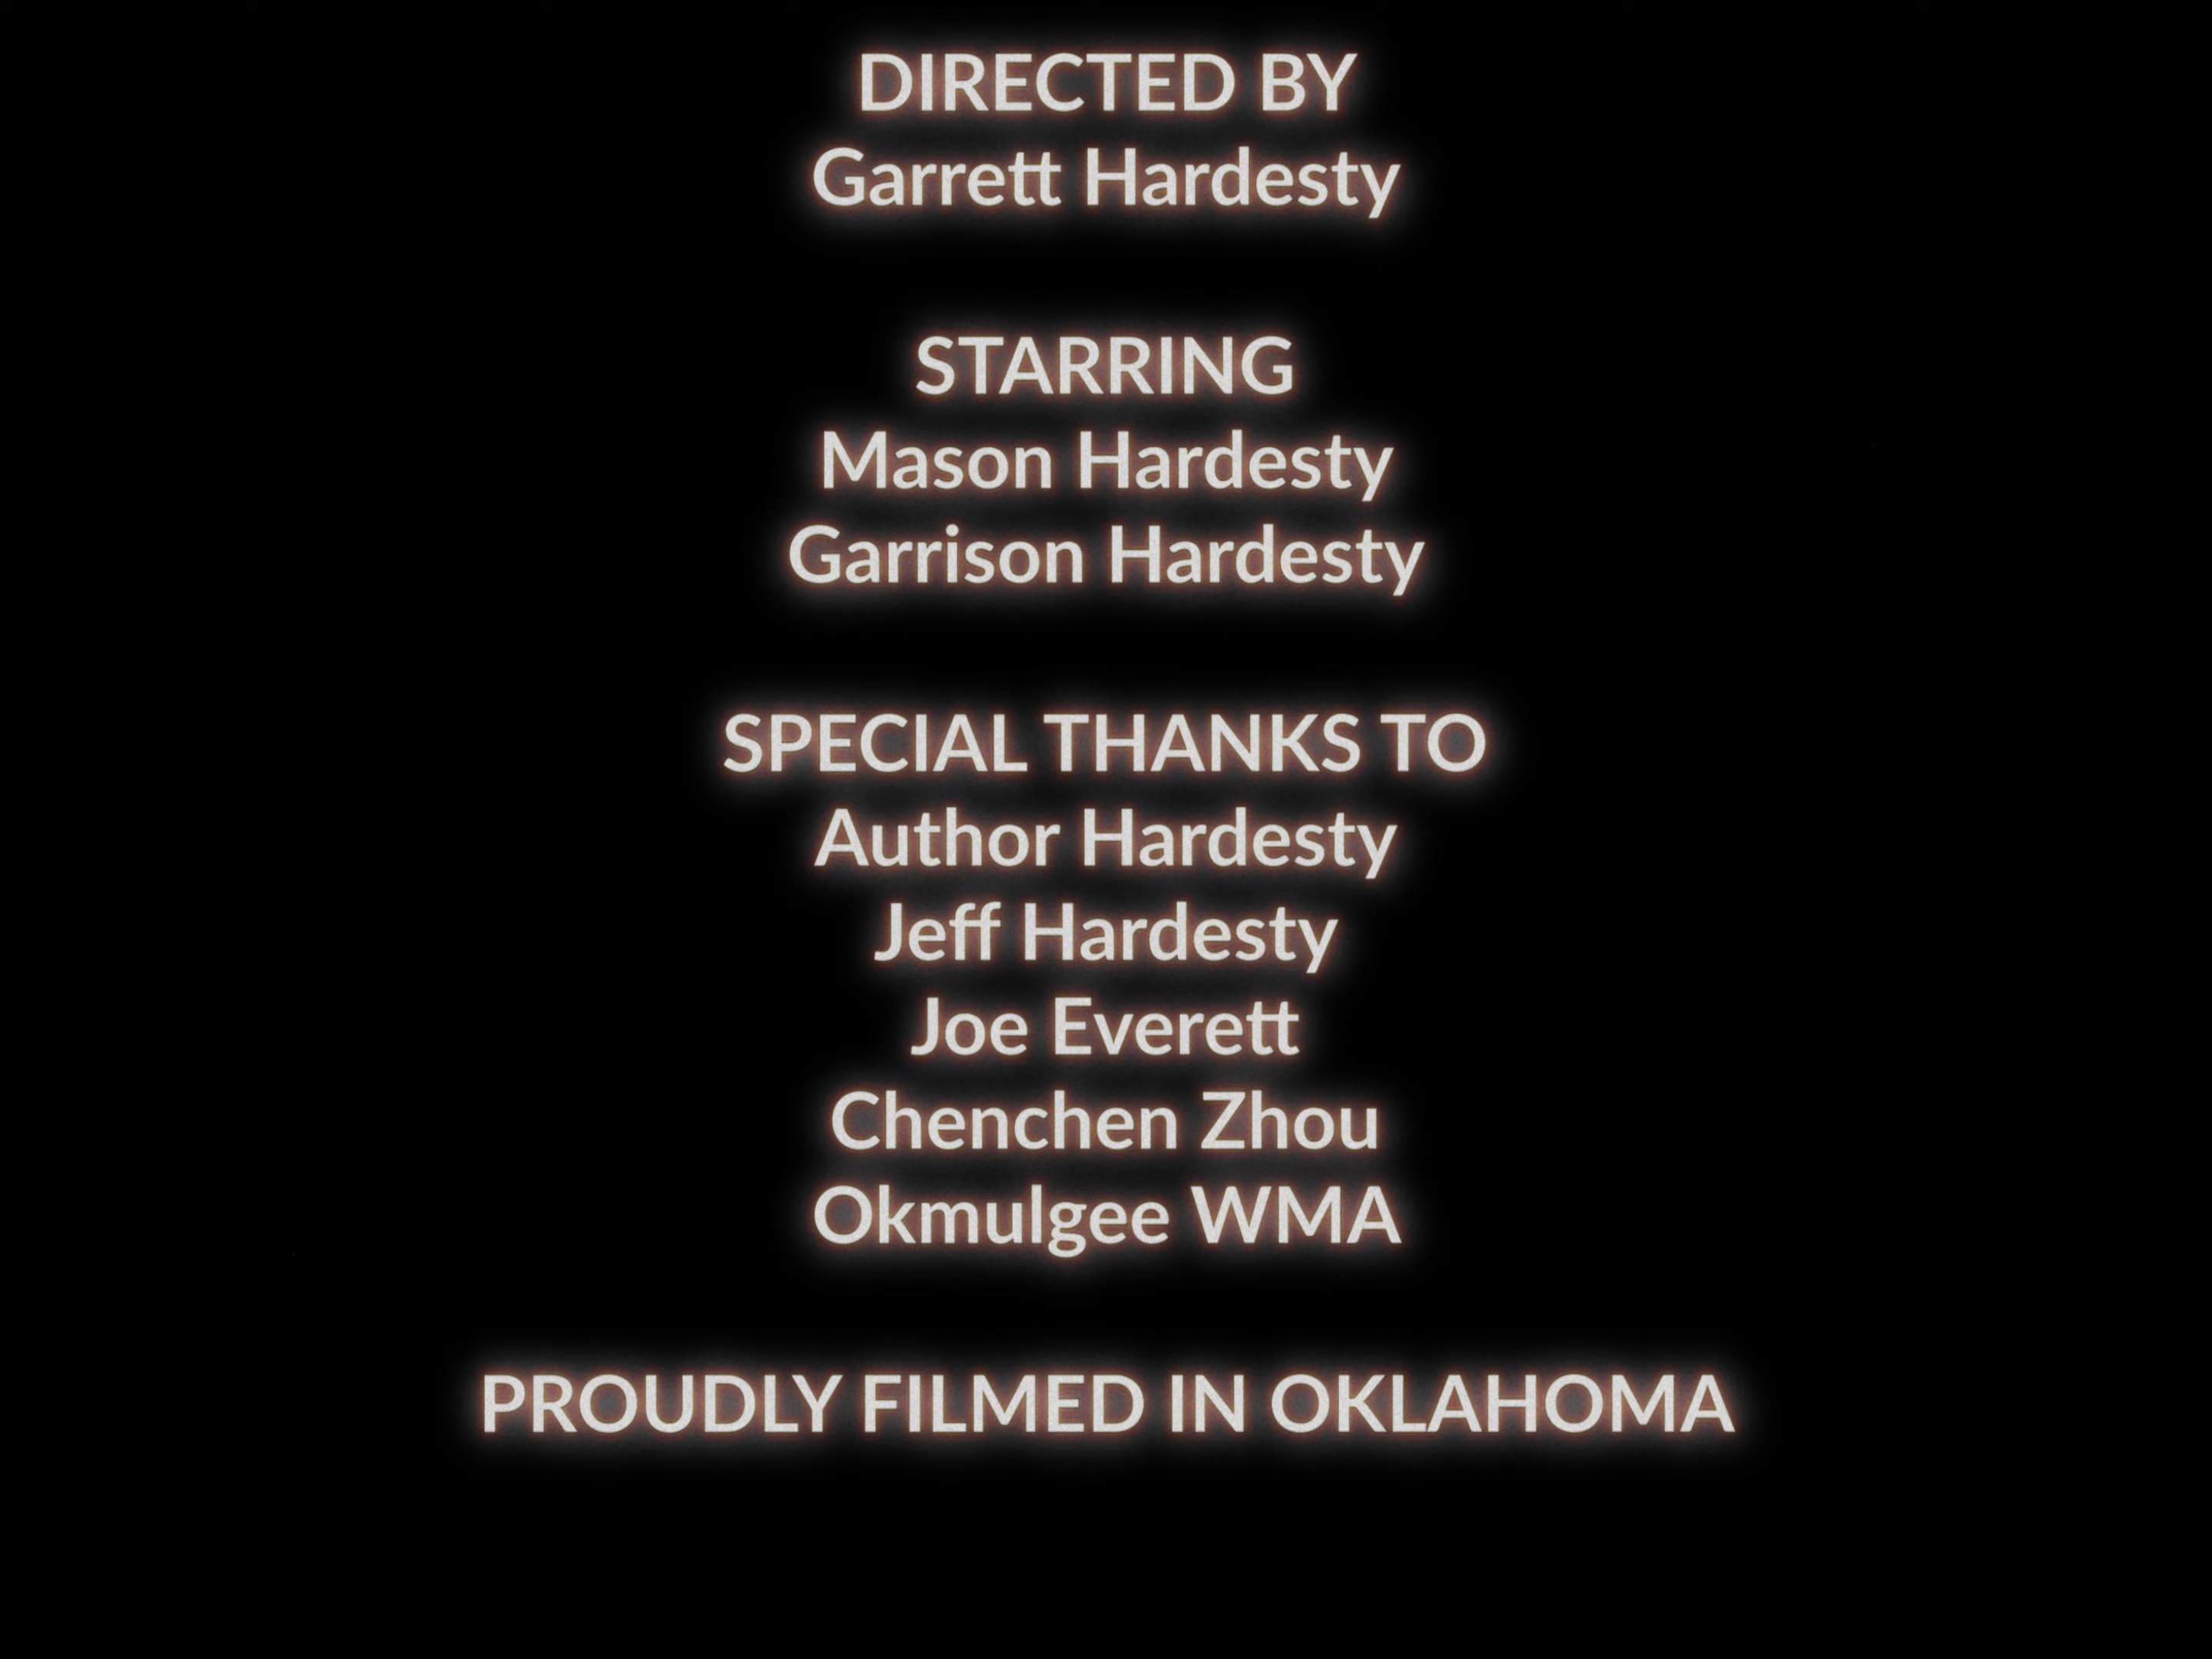 DIRECTED BY
Garrett Hardesty
STARRING
Mason Hardesty
Garrison Hardesty
SPECIAL THANKS TO
Author Hardesty
Jeff Hardesty
Joe Everett
Chenchen Zhou
Okmulgee WMA
PROUDLY FILMED IN OKLAHOMA